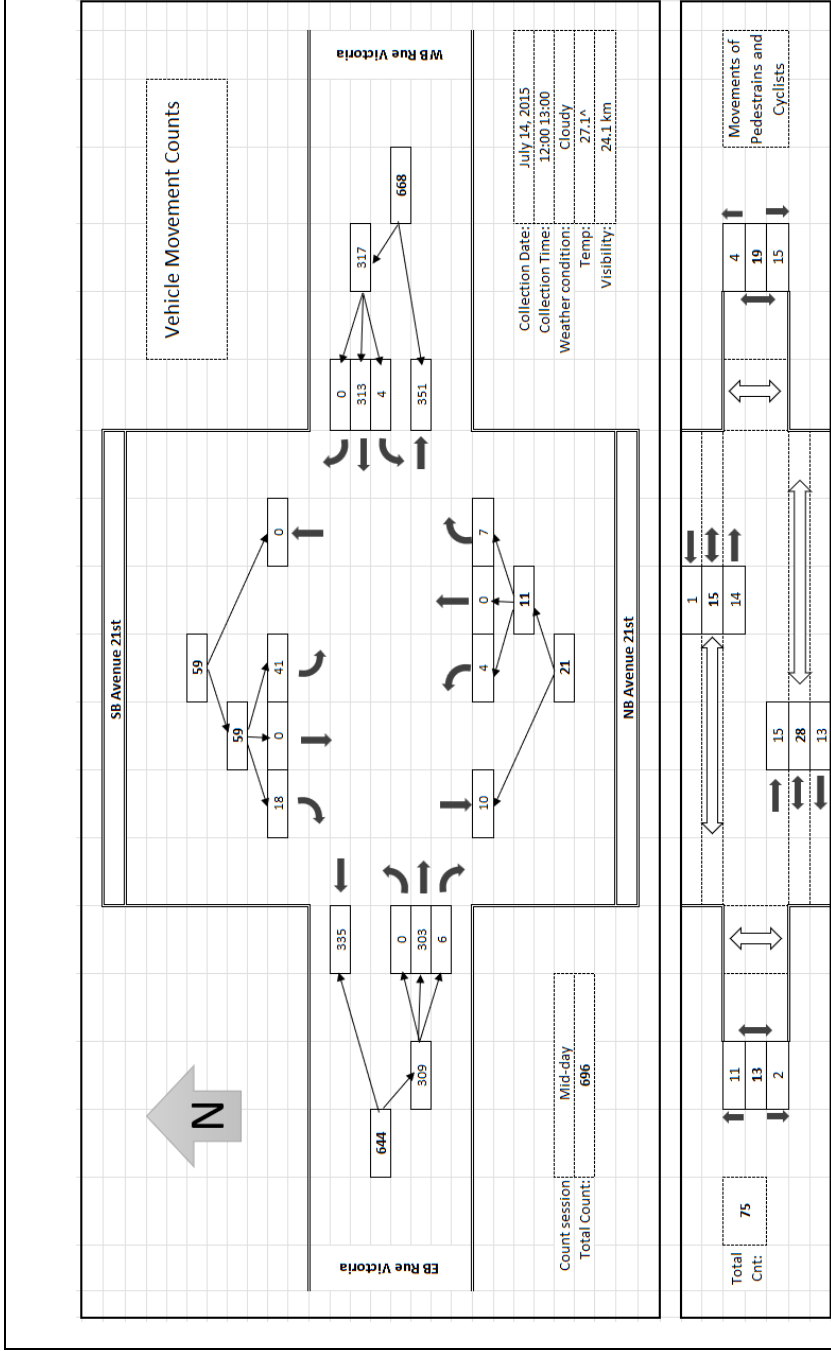 Vehicle Movement Counts
SB Avenue 21st
N
59
59
18
0
41
0
WB Rue Victoria
668
317
0
313
4
351
EB Rue Victoria
644
309
335
0
303
6
4
0
7
11
10
21
NB Avenue 21st
Count session Mid-day
Total Count: 696
Collection Date: July 14, 2015
Collection Time: 12:00 13:00
Weather condition: Cloudy
Temp: 27.1^
Visibility: 24.1 km
Movements of
Pedestrains and
Cyclists
1
15
14
4
19
15
11
13
2
15
28
13
Total
Cnt:
75